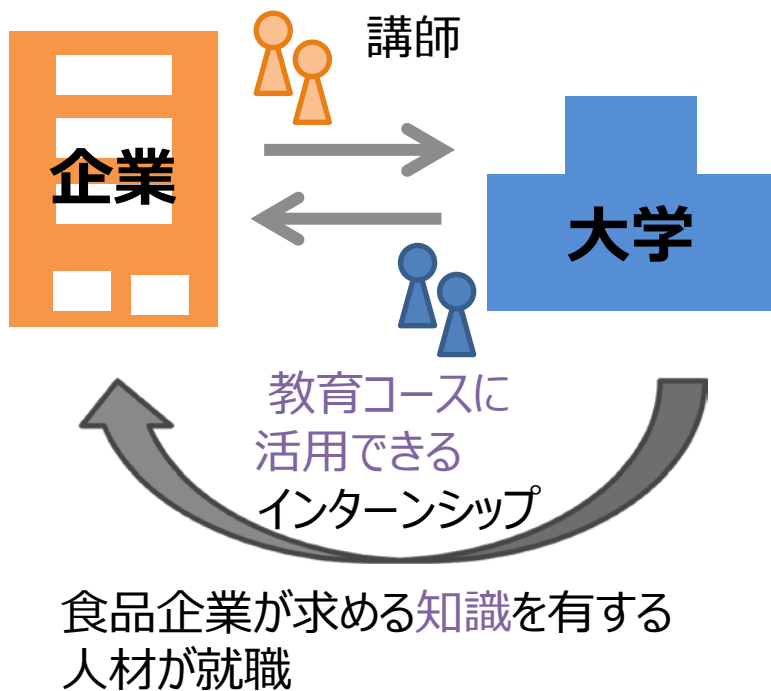 講師
企業
大学
教育コースに
活用できる
インターンシップ
食品企業が求める知識を有する
人材が就職